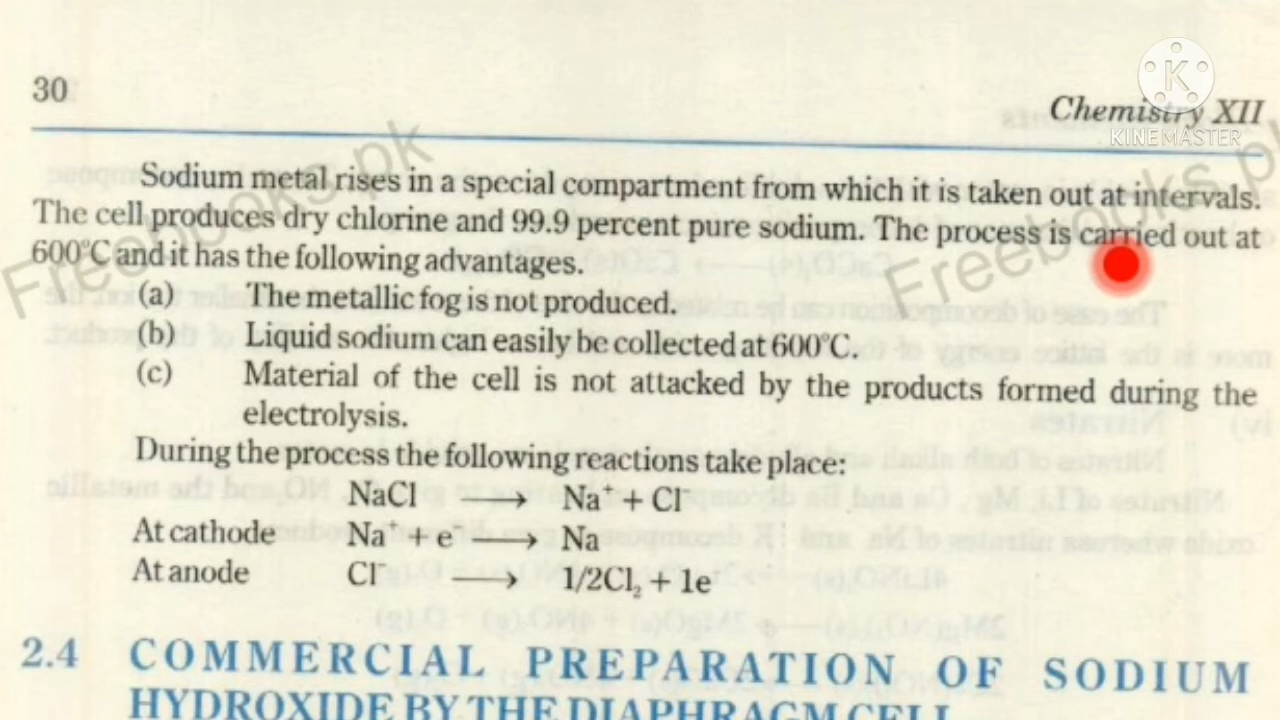 30
Chemistry XII
K
KINEMASTER
Freebooks.pk
Freebooks.pk
Sodium metal rises in a special compartment from which it is taken out at intervals.
The cell produces dry chlorine and 99.9 percent pure sodium. The process is carried out at
600°C and it has the following advantages.
(a) The metallic fog is not produced.
(b) Liquid sodium can easily be collected at 600°C.
(c) Material of the cell is not attacked by the products formed during the
electrolysis.
During the process the following reactions take place:
NaCl ⟶ Na⁺ + Cl⁻
At cathode Na⁺ + e⁻ ⟶ Na
At anode Cl⁻ ⟶ 1/2Cl₂ + 1e⁻
2.4 COMMERCIAL PREPARATION OF SODIUM
HYDROXIDE BY THE DIAPHRAGM CELL